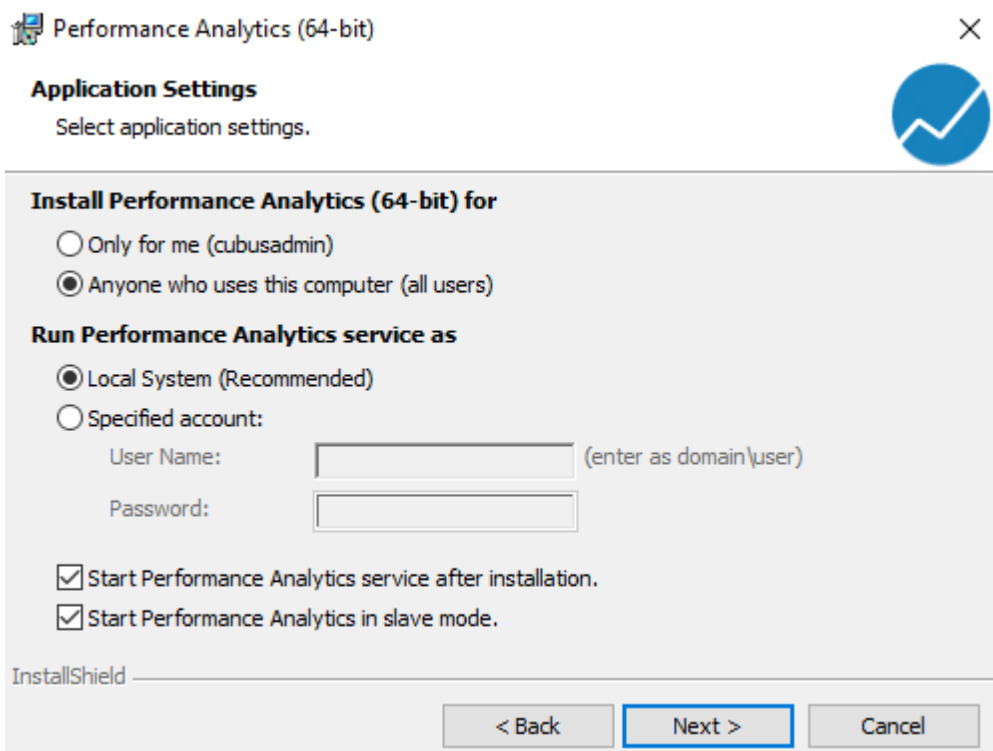 Performance Analytics (64-bit)
Application Settings
Select application settings.
Install Performance Analytics (64-bit) for
Only for me (cubusadmin)
Anyone who uses this computer (all users)
Run Performance Analytics service as
Local System (Recommended)
Specified account:
User Name: (enter as domain\user)
Password:
Start Performance Analytics service after installation.
Start Performance Analytics in slave mode.
InstallShield
< Back Next > Cancel